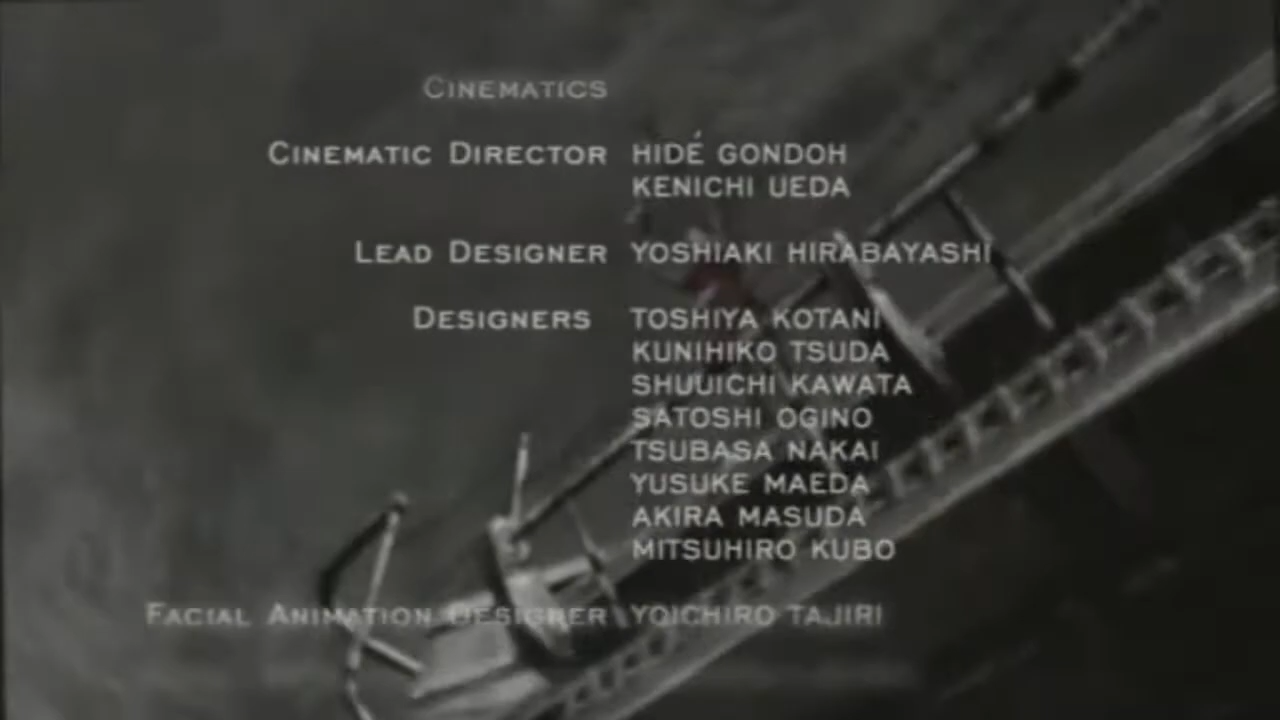 CINEMATICS
CINEMATIC DIRECTOR HIDÉ GONDOH
KENICHI UEDA
LEAD DESIGNER YOSHIAKI HIRABAYASHI
DESIGNERS TOSHIYA KOTANI
KUNIHIKO TSUDA
SHUUICHI KAWATA
SATOSHI OGINO
TSUBASA NAKAI
YUSUKE MAEDA
AKIRA MASUDA
MITSUHIRO KUBO
FACIAL ANIMATION DESIGNER YOICHIRO TAJIRI